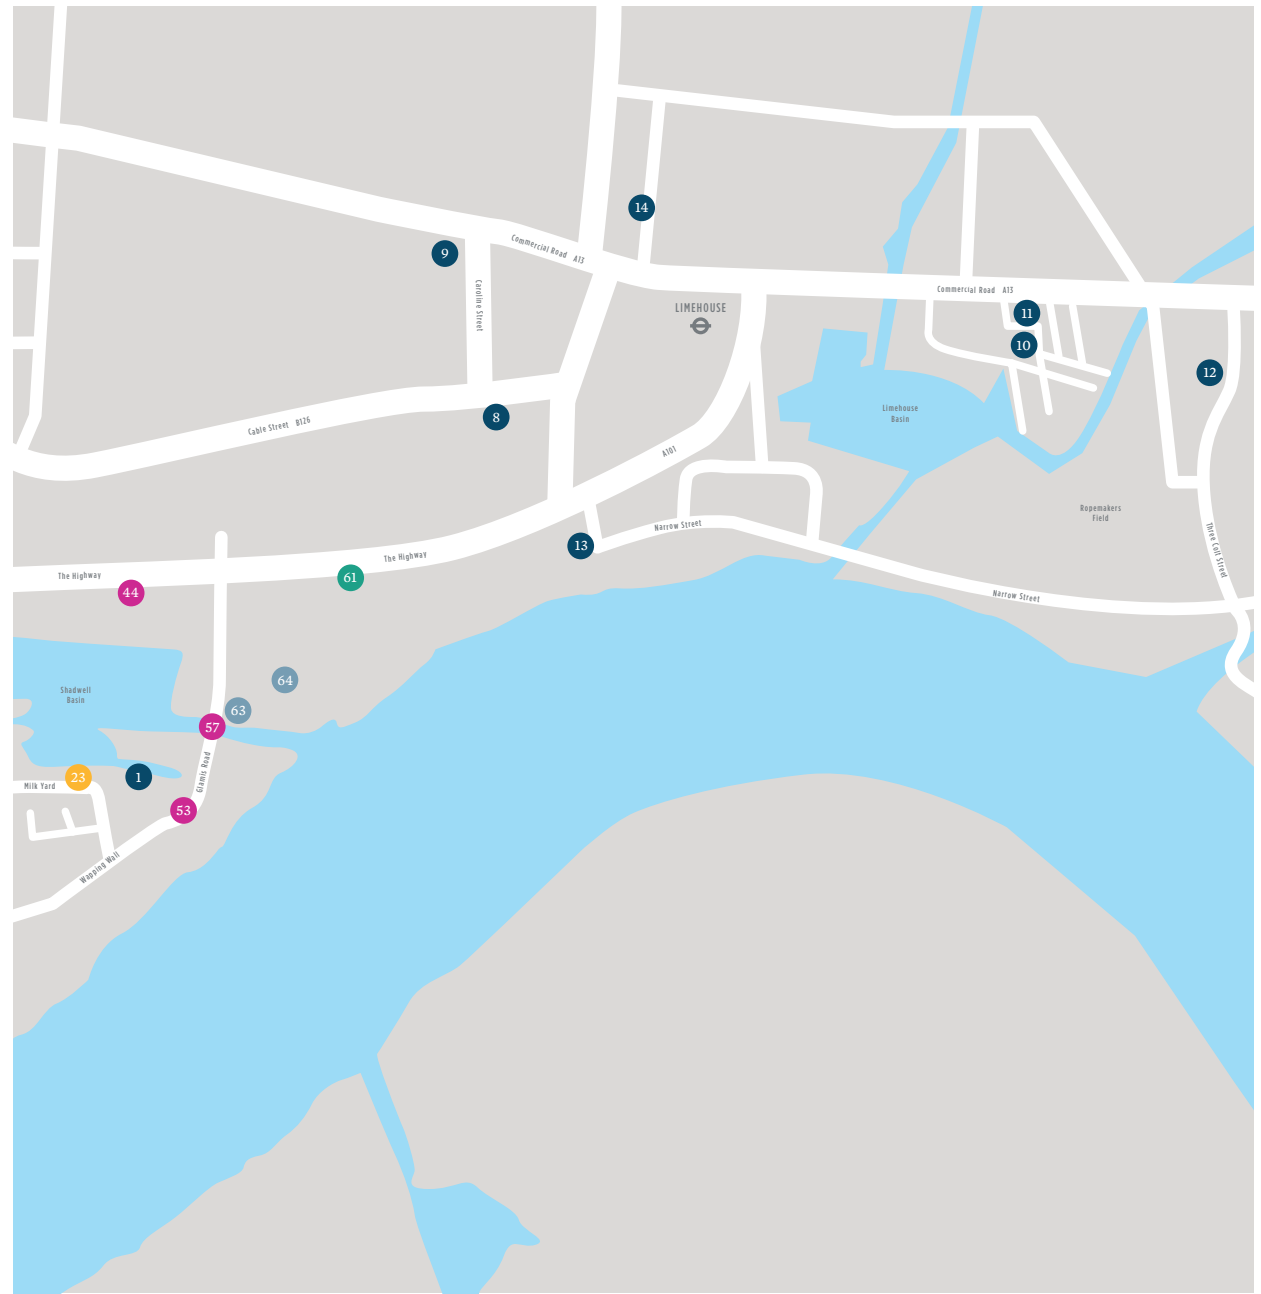 14
9
Commercial Road A13
Caroline Street
Commercial Road A13
LIMEHOUSE
11
10
12
Limehouse
Basin
8
Cable Street B126
A101
Ropemakers
Field
Narrow Street
Three Colt Street
13
The Highway
The Highway
61
44
Narrow Street
64
Shadwell
Basin
63
57
Glamis Road
23
1
Milk Yard
53
Wapping Wall